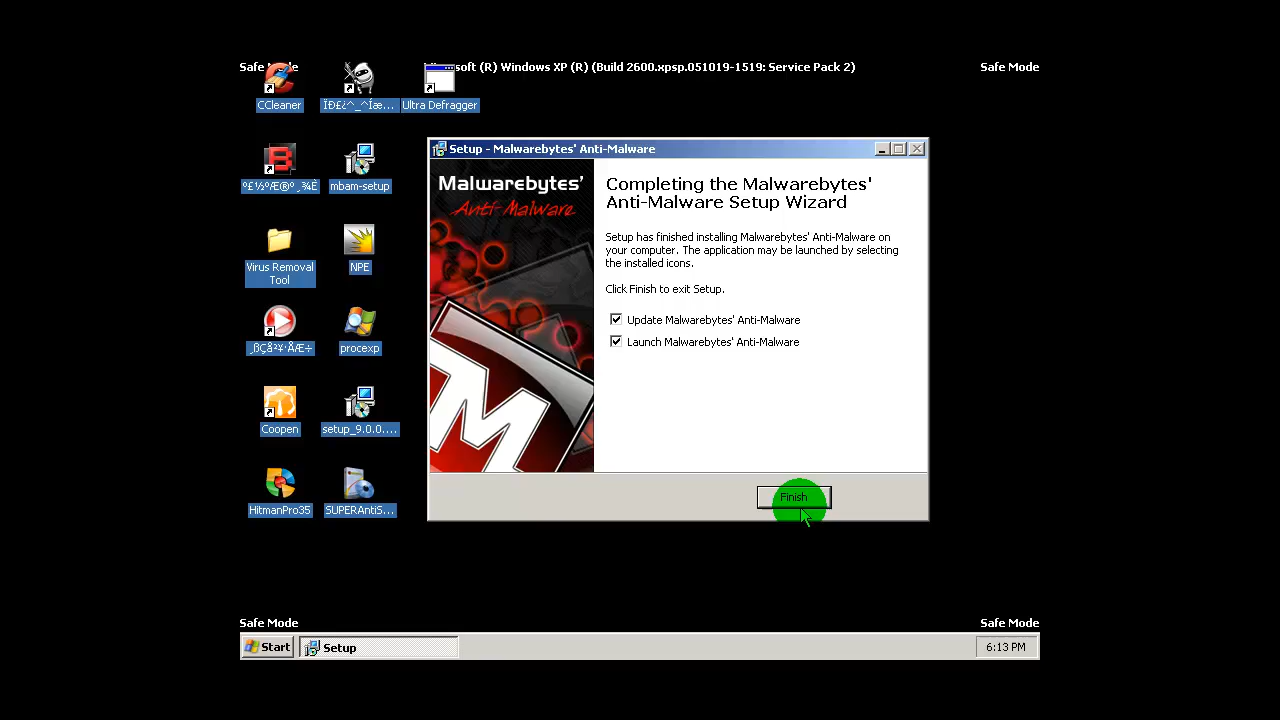 Safe Mode
soft (R) Windows XP (R) (Build 2600.xpsp.051019-1519: Service Pack 2)
Safe Mode
CCleaner
Ultra Defragger
mbam-setup
Virus Removal
Tool
NPE
procexp
Coopen
setup_9.0.0....
HitmanPro35
SUPERAntiS...
Setup - Malwarebytes' Anti-Malware
Malwarebytes'
Anti-Malware
Completing the Malwarebytes'
Anti-Malware Setup Wizard
Setup has finished installing Malwarebytes' Anti-Malware on
your computer. The application may be launched by selecting
the installed icons.
Click Finish to exit Setup.
Update Malwarebytes' Anti-Malware
Launch Malwarebytes' Anti-Malware
Finish
Safe Mode
Safe Mode
Start
Setup
6:13 PM